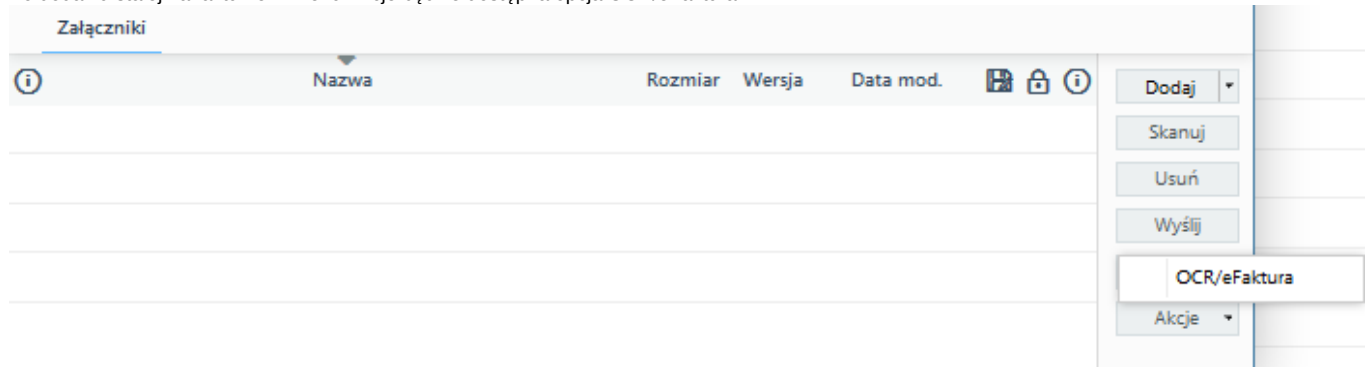 Załączniki
Nazwa Rozmiar Wersja Data mod.
Dodaj
Skanuj
Usuń
Wyślij
OCR/eFaktura
Akcje